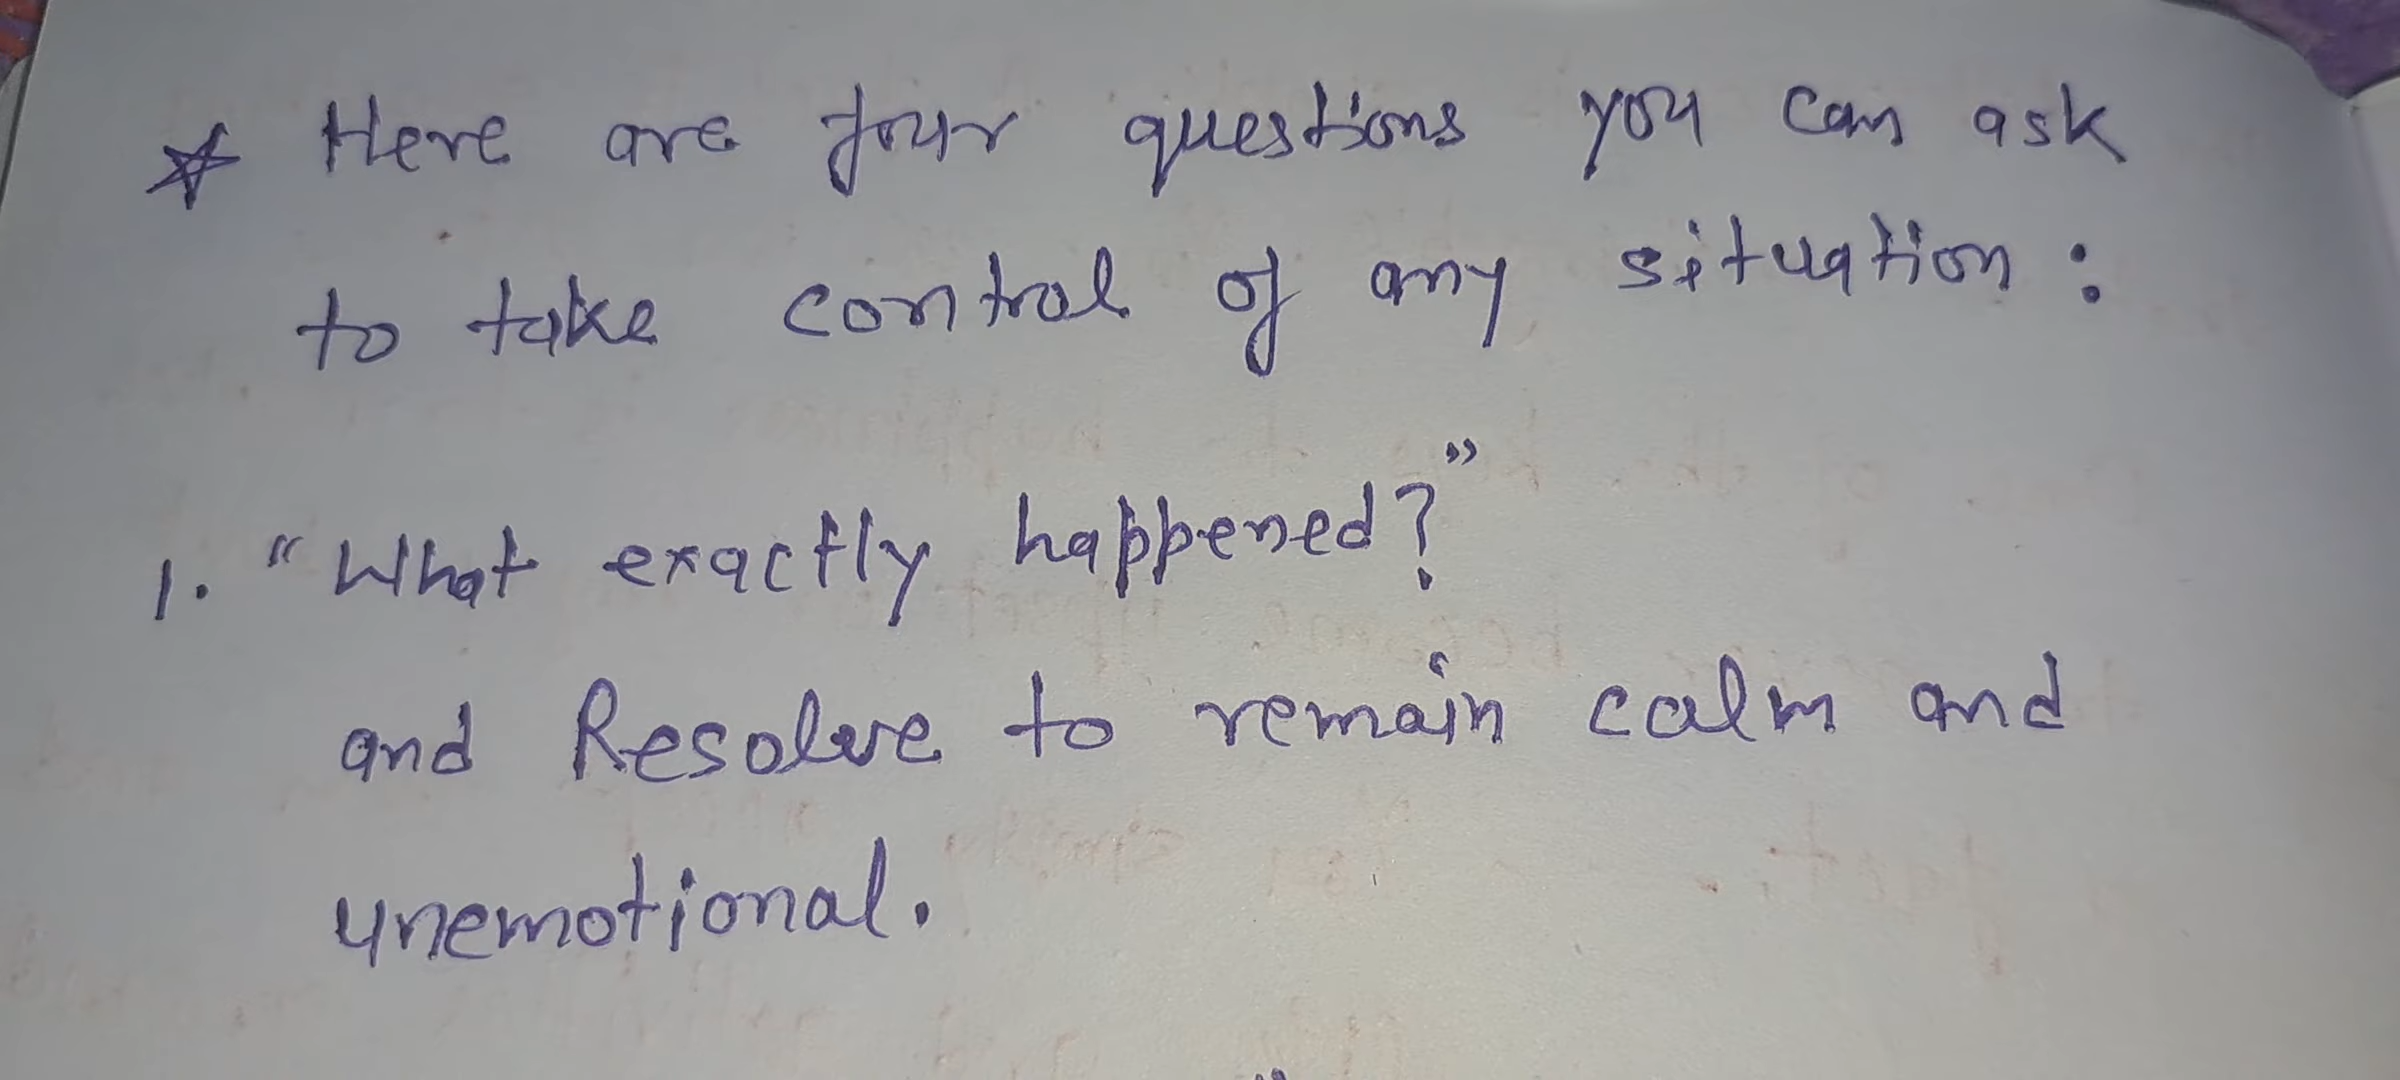 ☆ Here are four questions you can ask
to take control of any situation :
1. "What exactly happened?"
and Resolve to remain calm and
unemotional.